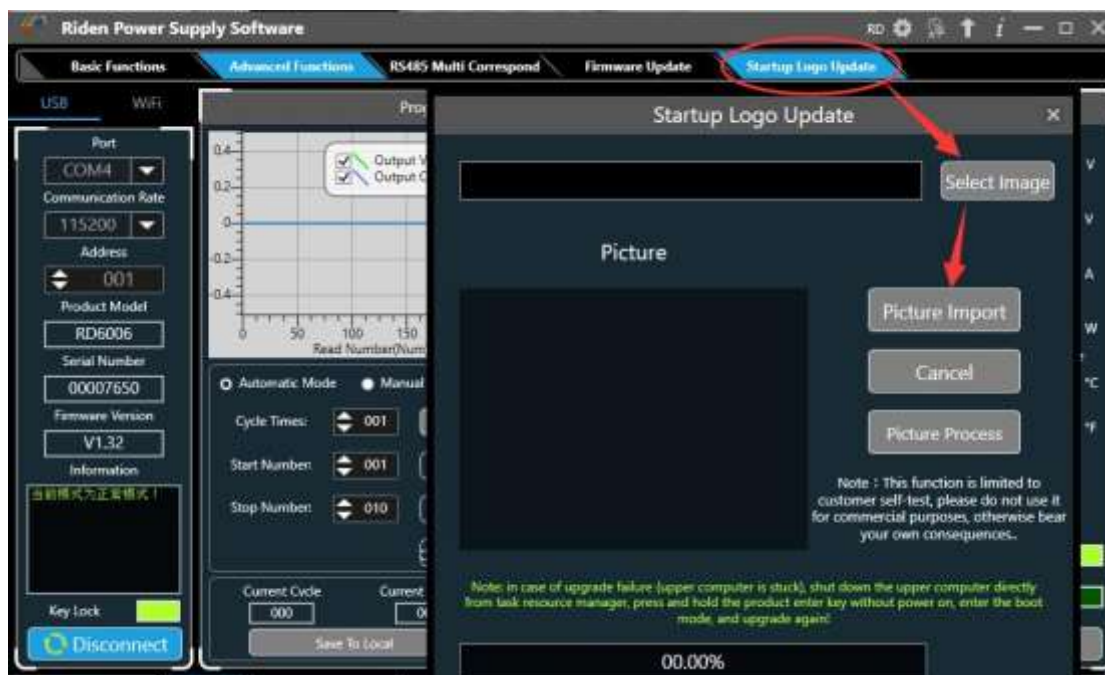 Riden Power Supply Software
RD
Basic Functions
Advanced Functions
RS485 Multi Correspond
Firmware Update
Startup Logo Update
USB
WiFi
Port
COM4
Communication Rate
115200
Address
001
Product Model
RD6006
Serial Number
00007650
Firmware Version
V1.32
Information
当前模式为正常模式！
Key Lock
Disconnect
0.4
0.2
0
-0.2
-0.4
0 50 100 150
Read Number(Num
Output V
Output C
Automatic Mode
Manual
Cycle Times:
001
Start Number:
001
Stop Number:
010
Current Cycle
Current
000
Save To Local
Startup Logo Update
Select Image
Picture
Picture Import
Cancel
Picture Process
Note : This function is limited to
customer self-test, please do not use it
for commercial purposes, otherwise bear
your own consequences..
Note: in case of upgrade failure (upper computer is stuck), shut down the upper computer directly
from task resource manager, press and hold the product enter key without power on, enter the boot
mode, and upgrade again!
00.00%
V
V
A
W
°C
°F